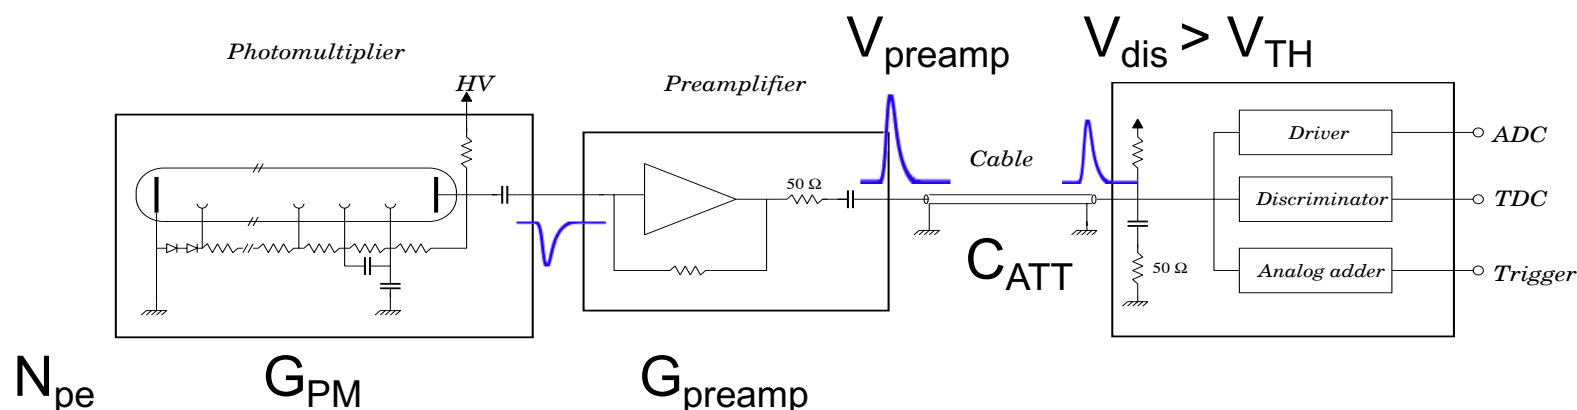 V_preamp
V_dis > V_TH
Photomultiplier
HV
Preamplifier
50 Ω
Cable
Driver
ADC
Discriminator
TDC
50 Ω
Analog adder
Trigger
C_ATT
N_pe
G_PM
G_preamp